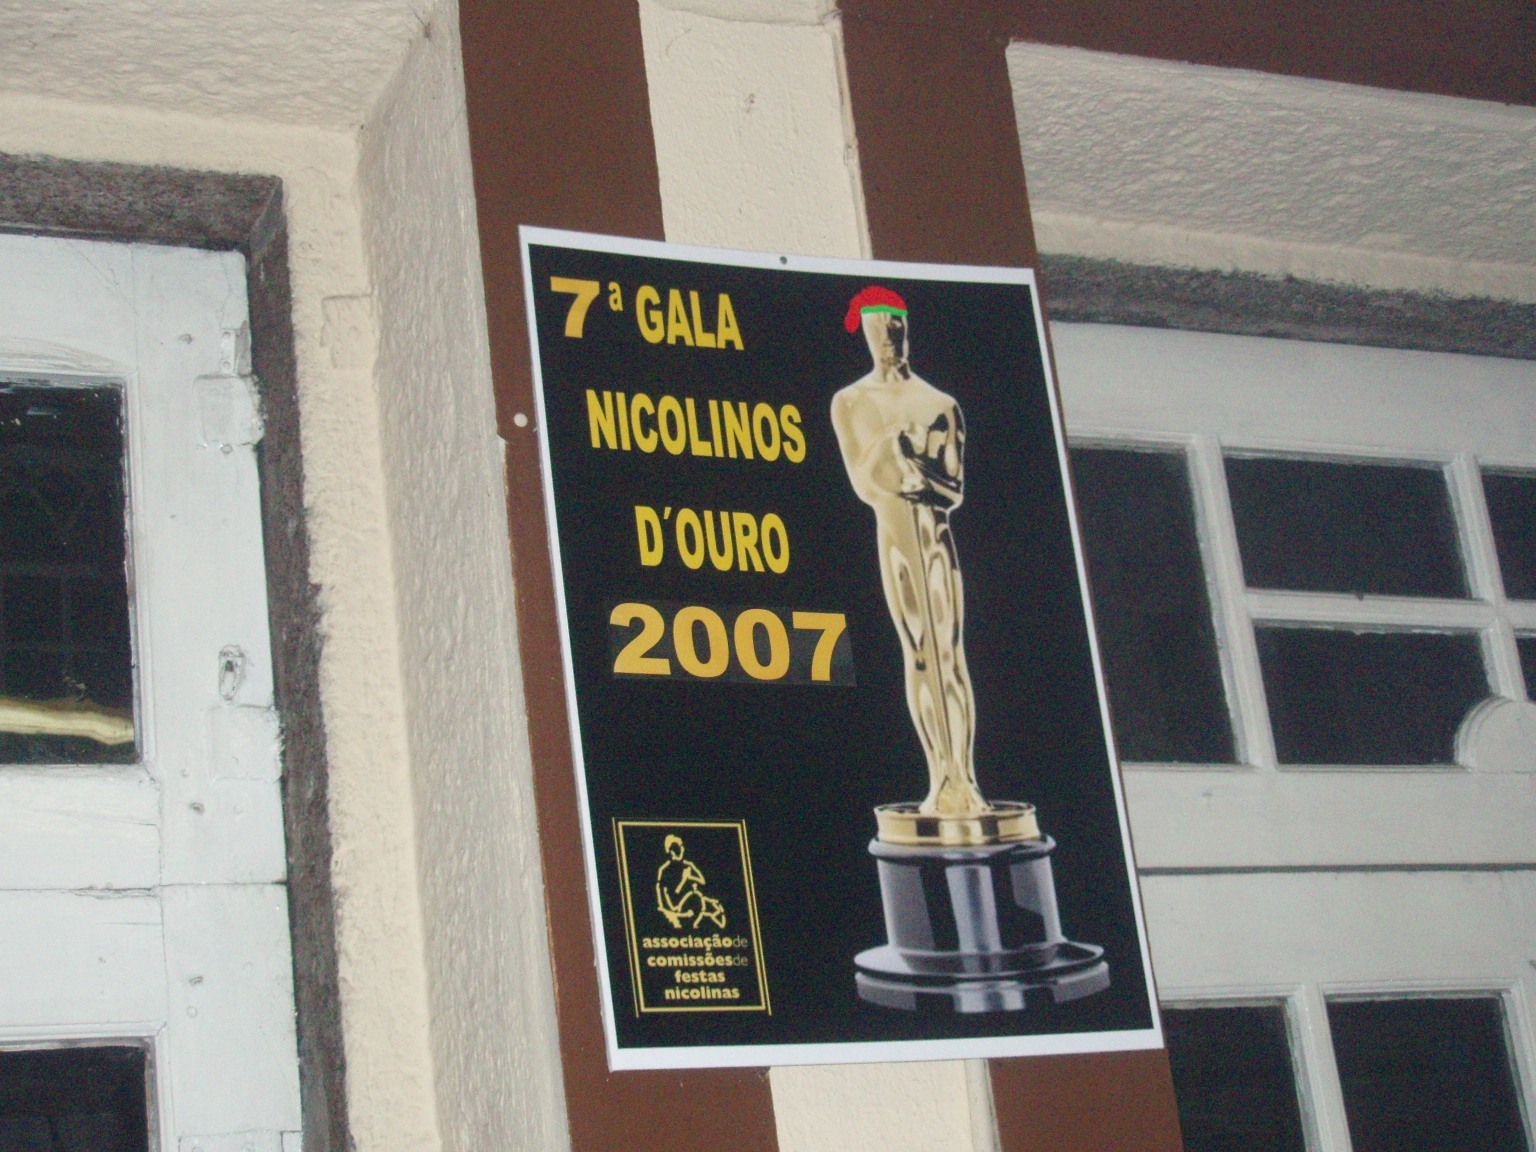 7ª GALA
NICOLINOS
D´OURO
2007
associaçãode
comissõesde
festas
nicolinas